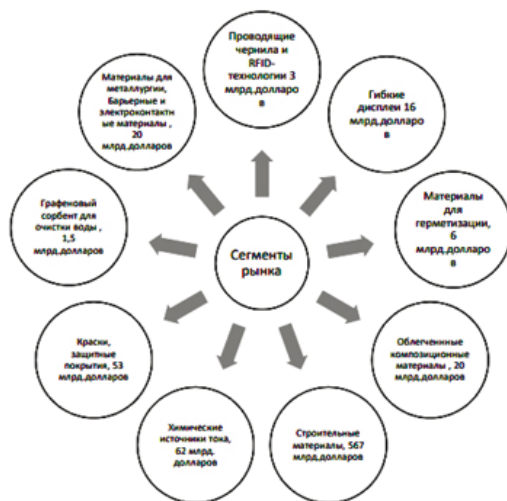 Проводящие
чернила и
RFID-
технологии 3
млрд.долларо
в
Гибкие
дисплеи 16
млрд.долларо
в
Материалы
для
герметизации,
6
млрд.долларо
в
Облегченные
композиционные
материалы , 20
млрд.долларов
Строительные
материалы, 567
млрд.долларов
Химические
источники тока,
62 млрд.
долларов
Краски,
защитные
покрытия, 53
млрд.долларов
Графеновый
сорбент для
очистки воды ,
1,5
млрд.долларов
Материалы для
металлургии,
Барьерные и
электроконтакт
ные материалы ,
20
млрд.долларов
Сегменты
рынка